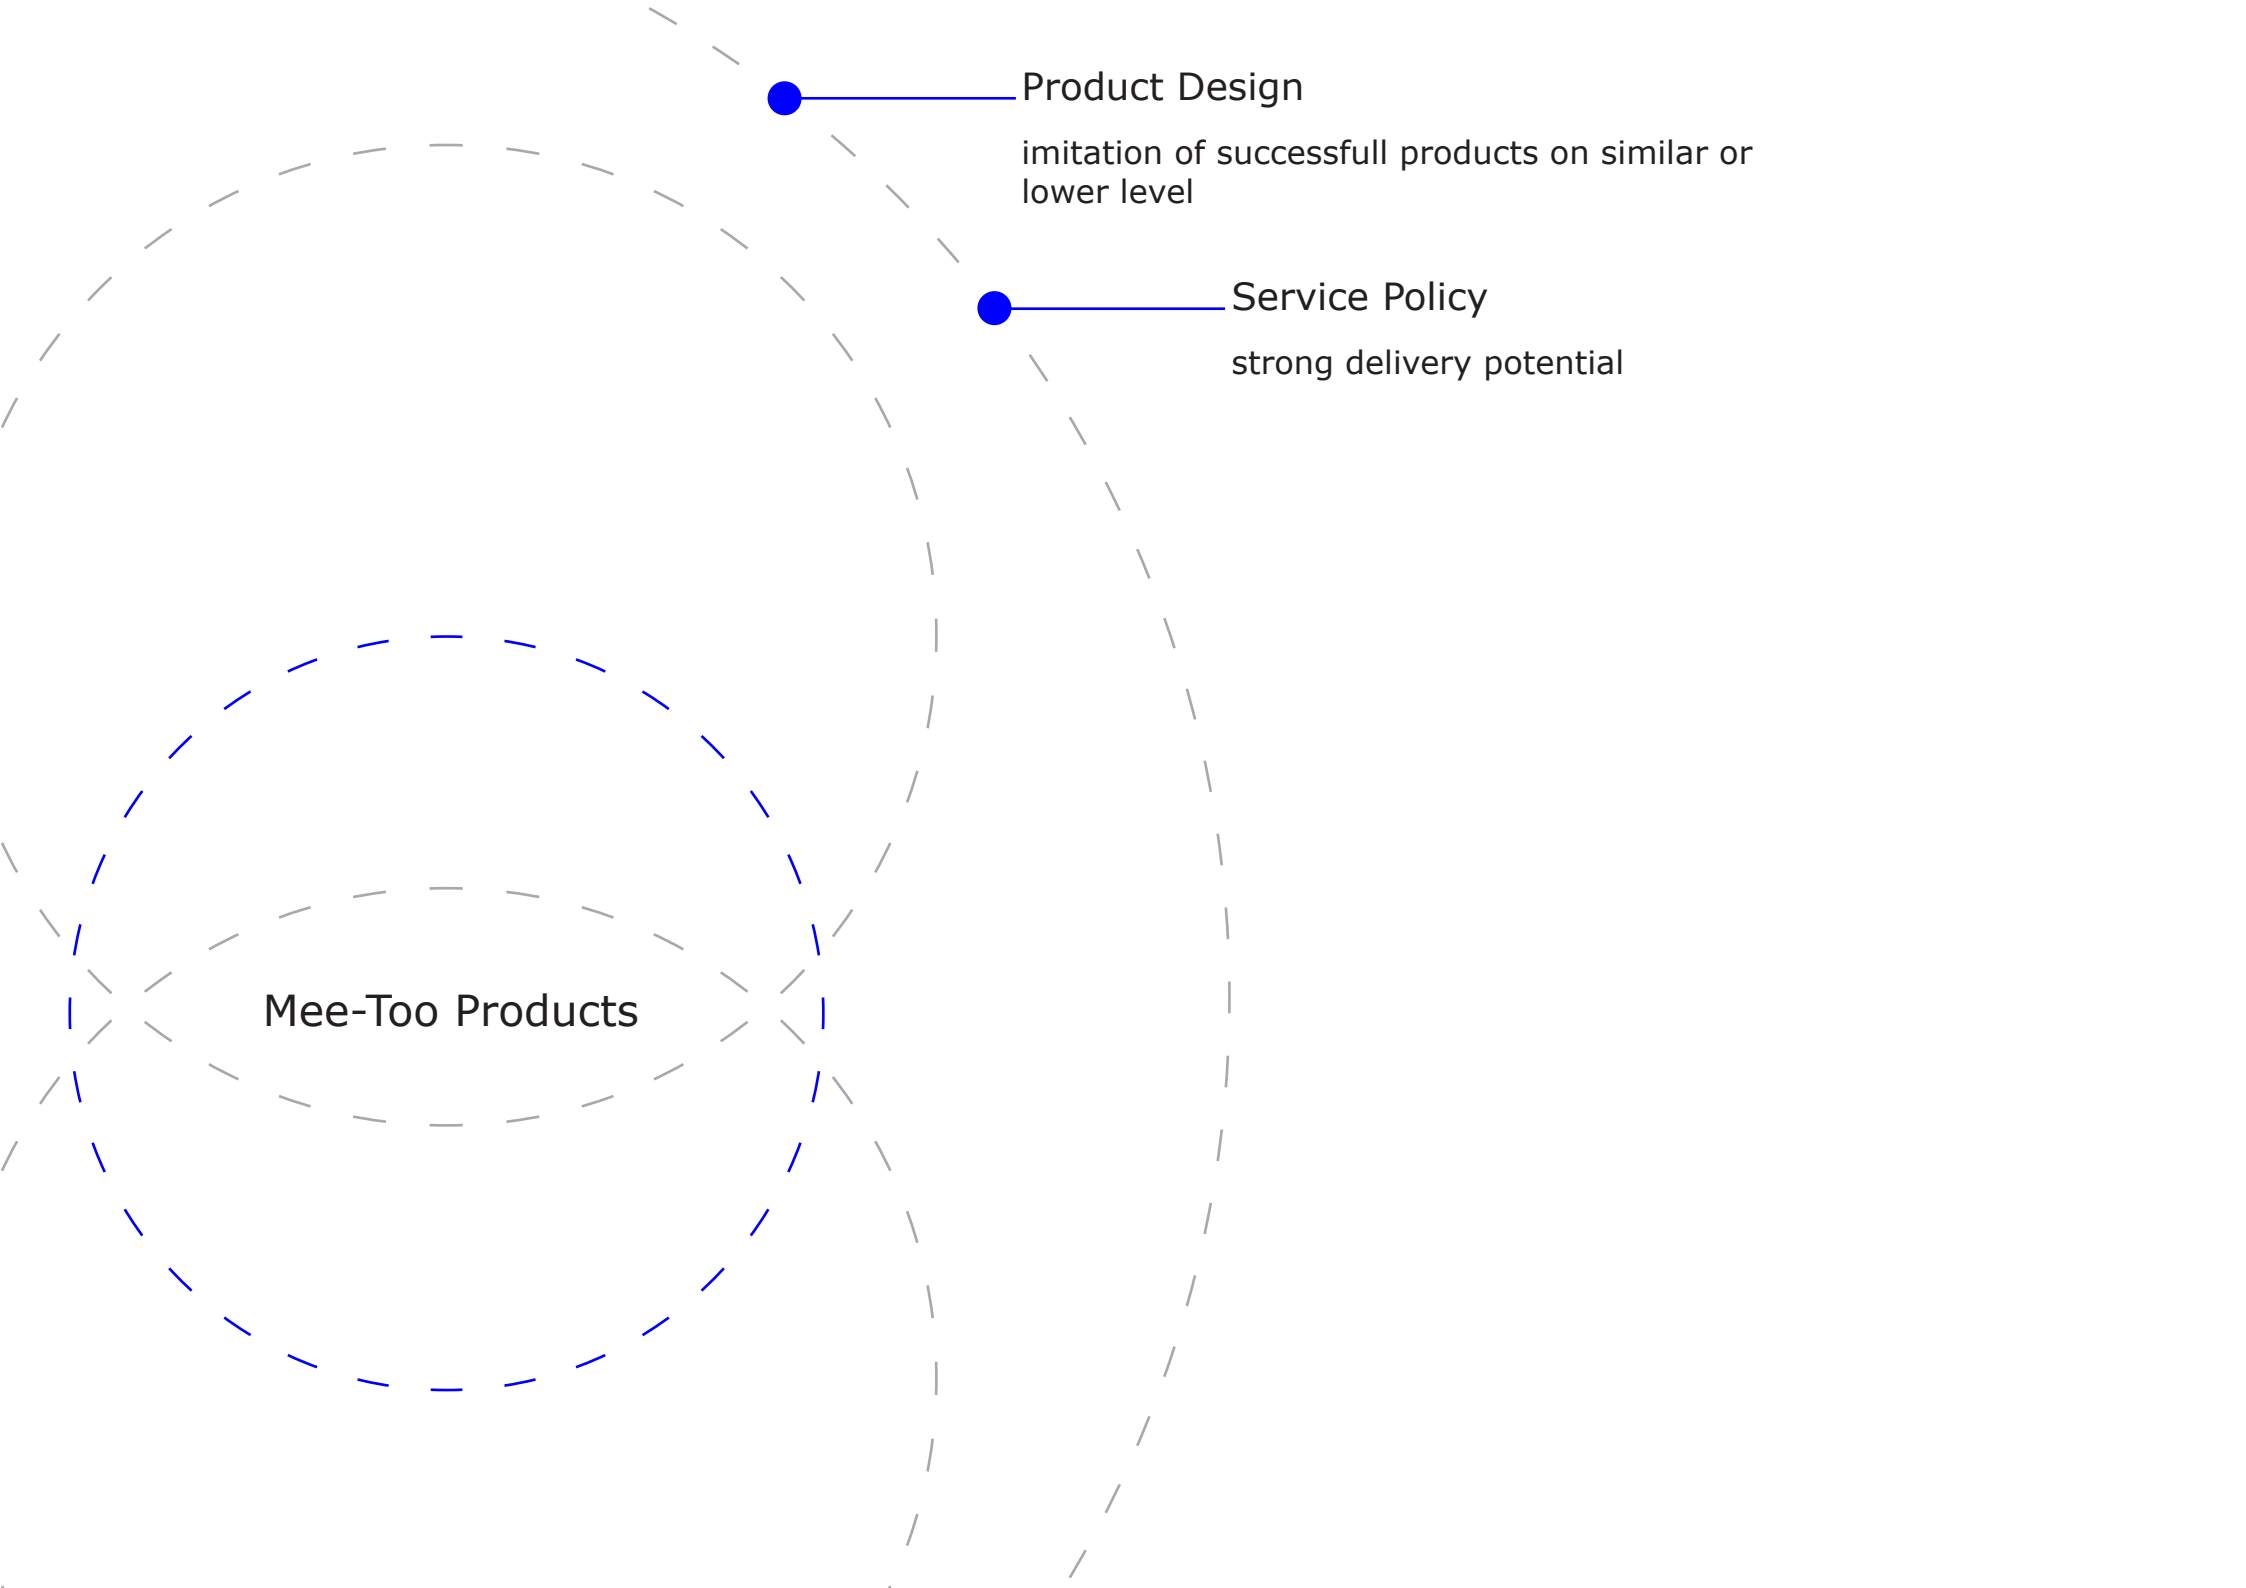 Product Design
imitation of successfull products on similar or
lower level
Service Policy
strong delivery potential
Mee-Too Products